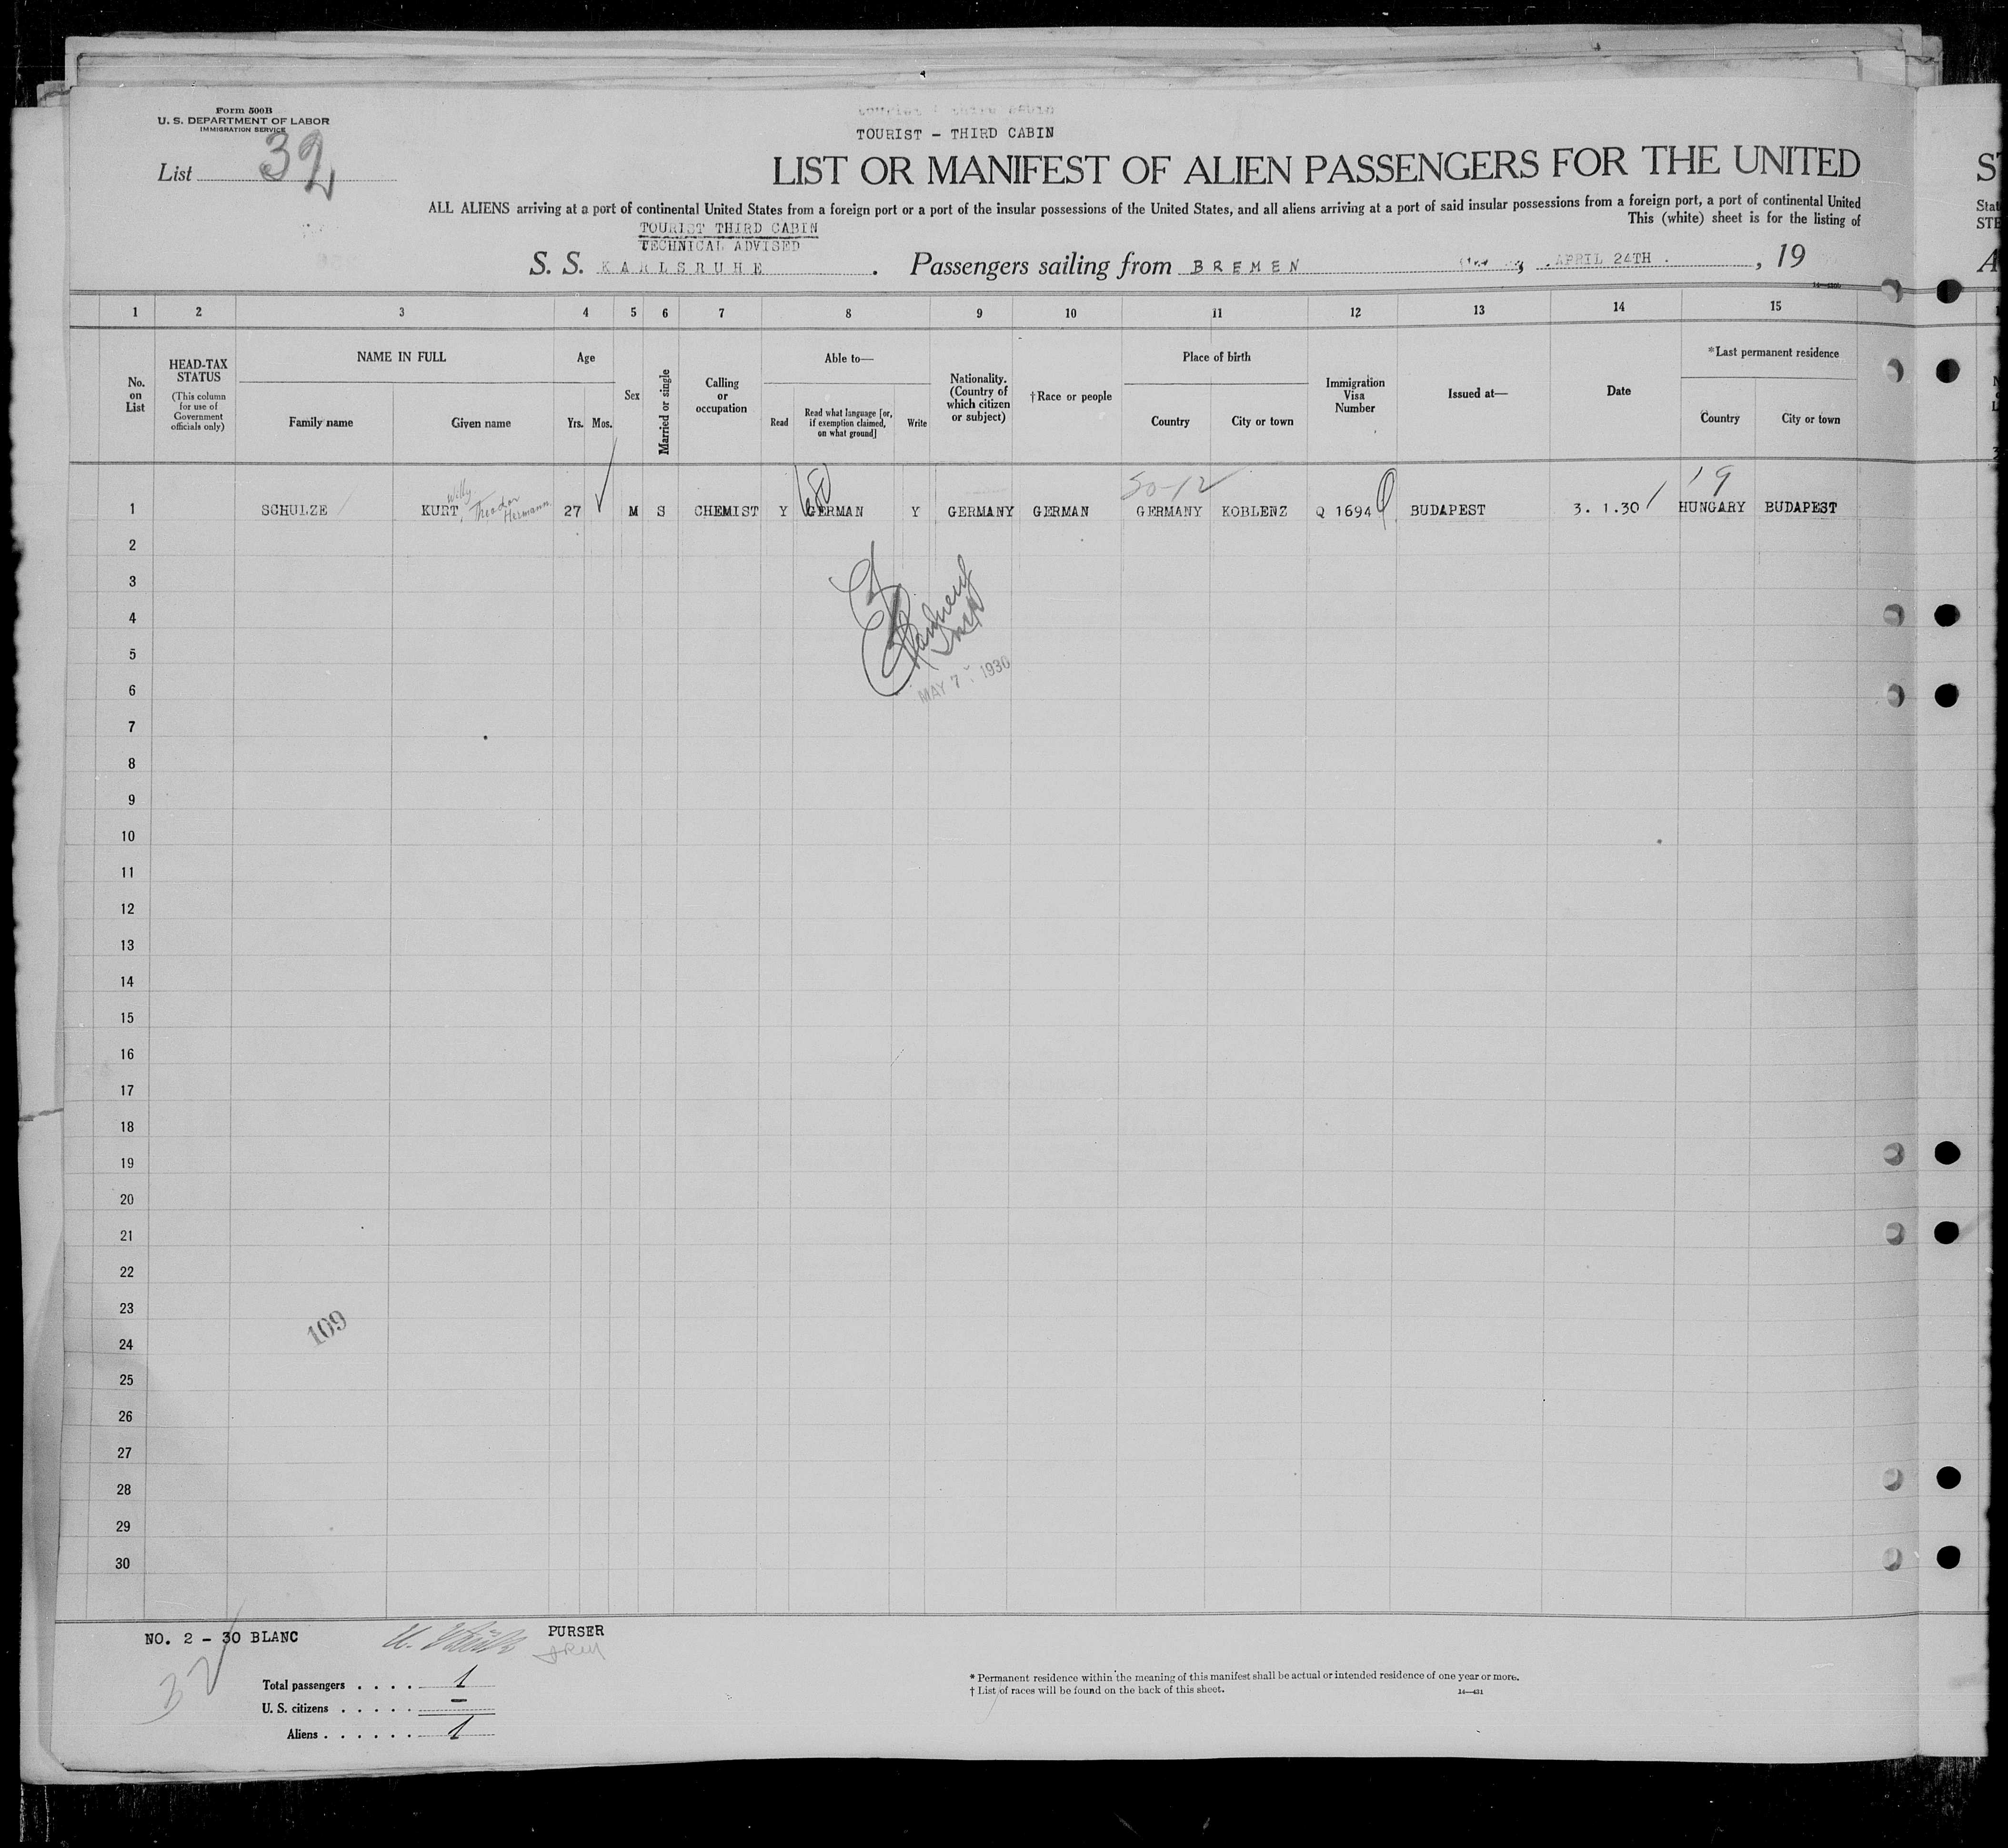 Form 500B
U. S. DEPARTMENT OF LABOR
IMMIGRATION SERVICE
List 32
TOURIST - THIRD CABIN
TOURIST - THIRD CABIN
LIST OR MANIFEST OF ALIEN PASSENGERS FOR THE UNITED
ST
ALL ALIENS arriving at a port of continental United States from a foreign port or a port of the insular possessions of the United States, and all aliens arriving at a port of said insular possessions from a foreign port, a port of continental United
Stat
This (white) sheet is for the listing of
STE
TOURIST THIRD CABIN
TECHNICAL ADVISED
S. S. KARLSRUHE . Passengers sailing from BREMEN , APRIL 24TH . , 19
A
1 2 3 4 5 6 7 8 9 10 11 12 13 14 15
No. on List
HEAD-TAX STATUS
(This column for use of Government officials only)
NAME IN FULL
Family name
Given name
Age
Yrs. Mos.
Sex
Married or single
Calling or occupation
Able to—
Read
Read what language [or, if exemption claimed, on what ground]
Write
Nationality. (Country of which citizen or subject)
†Race or people
Place of birth
Country
City or town
Immigration Visa Number
Issued at—
Date
*Last permanent residence
Country
City or town
50-12 19
Willy
1 SCHULZE KURT, Theodor Hermann 27 M S CHEMIST Y GERMAN Y GERMANY GERMAN GERMANY KOBLENZ Q 1694 BUDAPEST 3. 1.30 HUNGARY BUDAPEST
2
3
4
5
6
MAY 7 1930
7
8
9
10
11
12
13
14
15
16
17
18
19
20
21
22
23
109
24
25
26
27
28
29
30
NO. 2 - 30 BLANC
PURSER
32
Total passengers . . . . 1
U. S. citizens . . . . . —
Aliens . . . . . . 1
* Permanent residence within the meaning of this manifest shall be actual or intended residence of one year or more.
† List of races will be found on the back of this sheet.
14—431